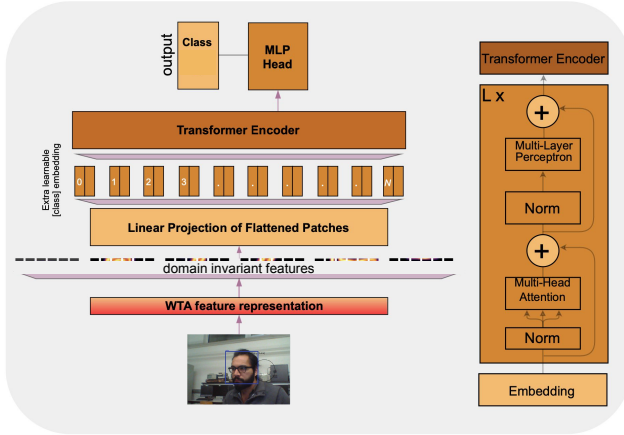 output
Class
MLP
Head
Transformer Encoder
Extra learnable
[class] embedding
0 1 2 3 . . . . . . N
Linear Projection of Flattened Patches
domain invariant features
WTA feature representation
Transformer Encoder
L x
+
Multi-Layer
Perceptron
Norm
+
Multi-Head
Attention
Norm
Embedding